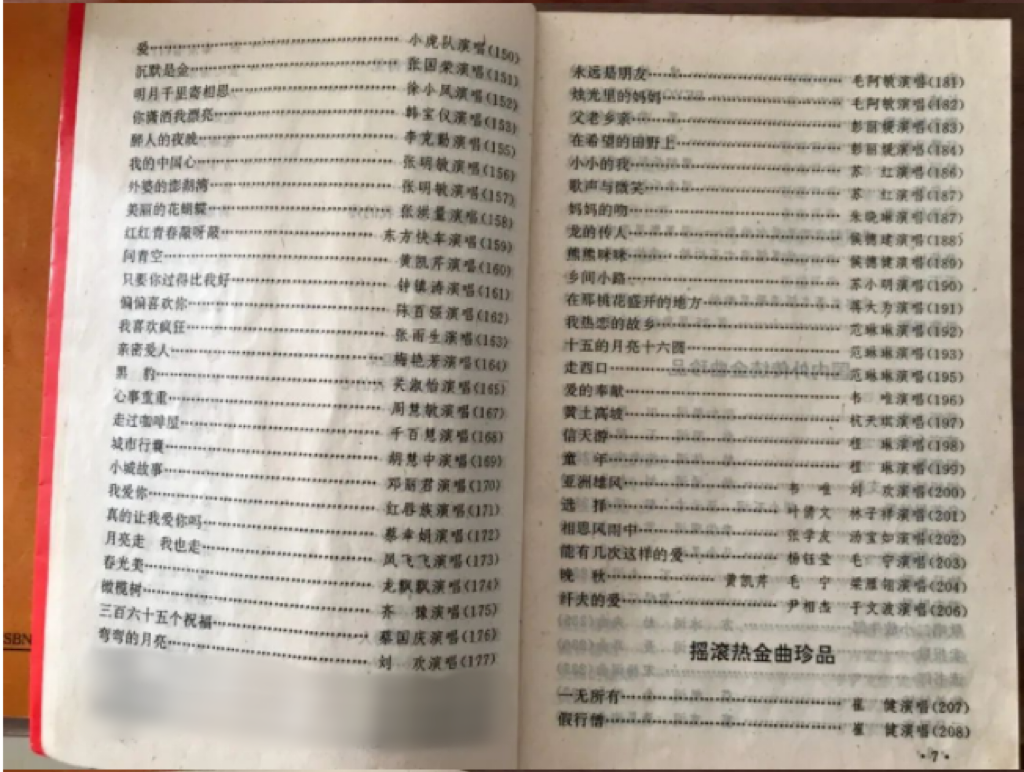 爱……小虎队演唱(150)
沉默是金……张国荣演唱(151)
明月千里寄相思……徐小凤演唱(152)
你潇洒我漂亮……韩宝仪演唱(153)
醉人的夜晚……李克勤演唱(155)
我的中国心……张明敏演唱(156)
外婆的澎湖湾……张明敏演唱(157)
美丽的花蝴蝶……张洪量演唱(158)
红红青春敲呀敲……东方快车演唱(159)
问青空……黄凯芹演唱(160)
只要你过得比我好……钟镇涛演唱(161)
偏偏喜欢你……陈百强演唱(162)
我喜欢疯狂……张雨生演唱(163)
亲密爱人……梅艳芳演唱(164)
黑 豹……关淑怡演唱(165)
心事重重……周慧敏演唱(167)
走过咖啡屋……千百惠演唱(168)
城市行囊……胡慧中演唱(169)
小城故事……邓丽君演唱(170)
我爱你……红唇族演唱(171)
真的让我爱你吗……蔡幸娟演唱(172)
月亮走 我也走……凤飞飞演唱(173)
春光美……龙飘飘演唱(174)
橄榄树……齐 豫演唱(175)
三百六十五个祝福……蔡国庆演唱(176)
弯弯的月亮……刘 欢演唱(177)
永远是朋友……毛阿敏演唱(181)
烛光里的妈妈……毛阿敏演唱(182)
父老乡亲……彭丽媛演唱(183)
在希望的田野上……彭丽媛演唱(184)
小小的我……苏 红演唱(186)
歌声与微笑……苏 红演唱(187)
妈妈的吻……朱晓琳演唱(187)
龙的传人……侯德建演唱(188)
熊熊咪咪……侯德健演唱(189)
乡间小路……苏小明演唱(190)
在那桃花盛开的地方……蒋大为演唱(191)
我热恋的故乡……范琳琳演唱(192)
十五的月亮十六圆……范琳琳演唱(193)
走西口……范琳琳演唱(195)
爱的奉献……韦 唯演唱(196)
黄土高坡……杭天琪演唱(197)
信天游……程 琳演唱(198)
童 年……程 琳演唱(199)
亚洲雄风……韦 唯 刘 欢演唱(200)
选 择……叶倩文 林子祥演唱(201)
相思风雨中……张学友 汤宝如演唱(202)
能有几次这样的爱……杨钰莹 毛 宁演唱(203)
晚 秋……黄凯芹 毛 宁 梁雁翎演唱(204)
纤夫的爱……尹相杰 于文波演唱(206)
摇滚热金曲珍品
一无所有……崔 健演唱(207)
假行僧……崔 健演唱(208)
·7·
SBN